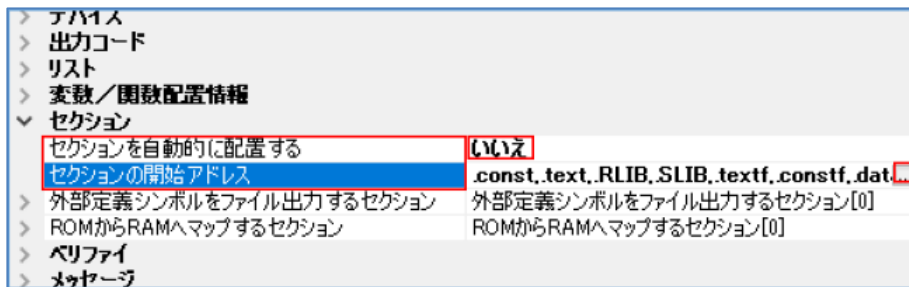 デバイス
出力コード
リスト
変数／関数配置情報
セクション
セクションを自動的に配置する いいえ
セクションの開始アドレス .const,.text,.RLIB,.SLIB,.textf,.constf,.dat...
外部定義シンボルをファイル出力するセクション 外部定義シンボルをファイル出力するセクション[0]
ROMからRAMへマップするセクション ROMからRAMへマップするセクション[0]
ベリファイ
メッセージ